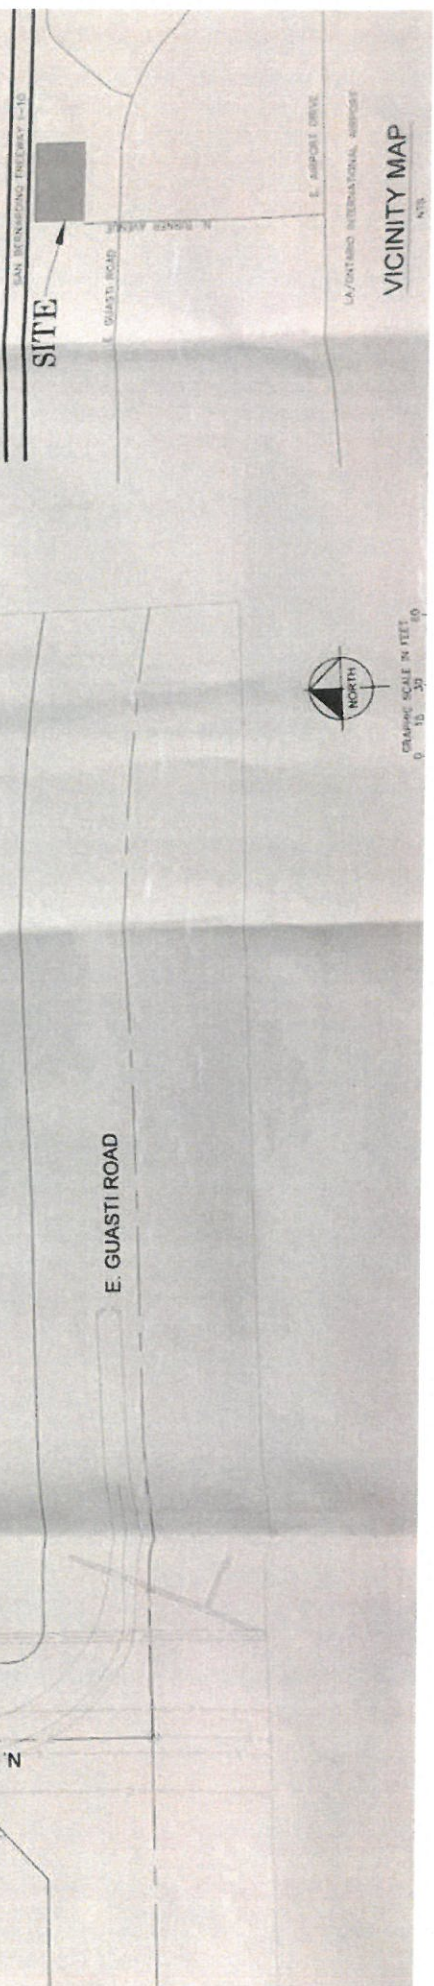 SAN BERNARDINO FREEWAY I-10
SITE
E. GUASTI ROAD
N. TURNER AVENUE
E. AIRPORT DRIVE
LA/ONTARIO INTERNATIONAL AIRPORT
VICINITY MAP
NTS
NORTH
GRAPHIC SCALE IN FEET
0 15 30 60
E. GUASTI ROAD
N.